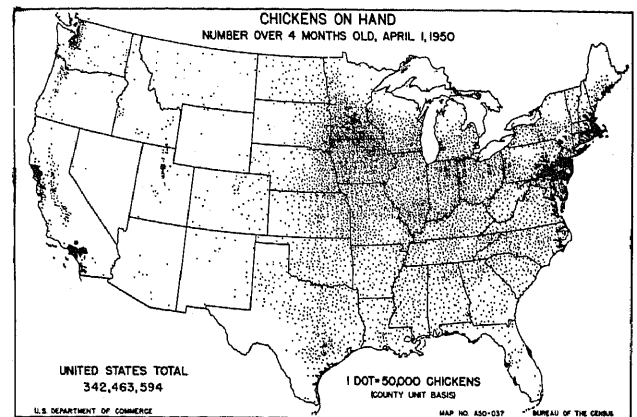 CHICKENS ON HAND
NUMBER OVER 4 MONTHS OLD, APRIL 1, 1950
UNITED STATES TOTAL
342,463,594
1 DOT=50,000 CHICKENS
(COUNTY UNIT BASIS)
U.S. DEPARTMENT OF COMMERCE
MAP NO. A50-037
BUREAU OF THE CENSUS